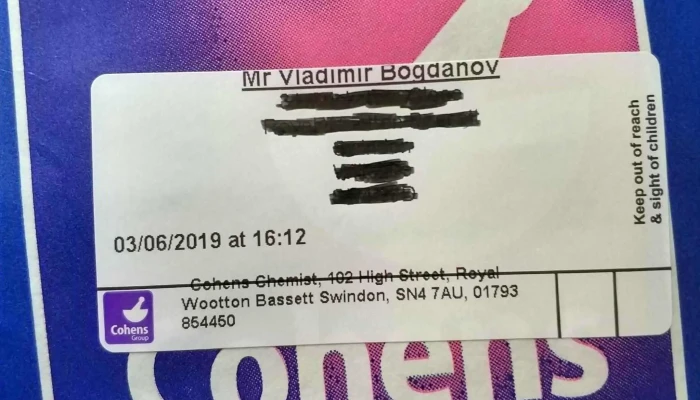 Mr Vladimir Bogdanov
03/06/2019 at 16:12
Keep out of reach
& sight of children
Cohens Chemist, 102 High Street, Royal
Wootton Bassett Swindon, SN4 7AU, 01793
854450
Cohens
Group
Cohens